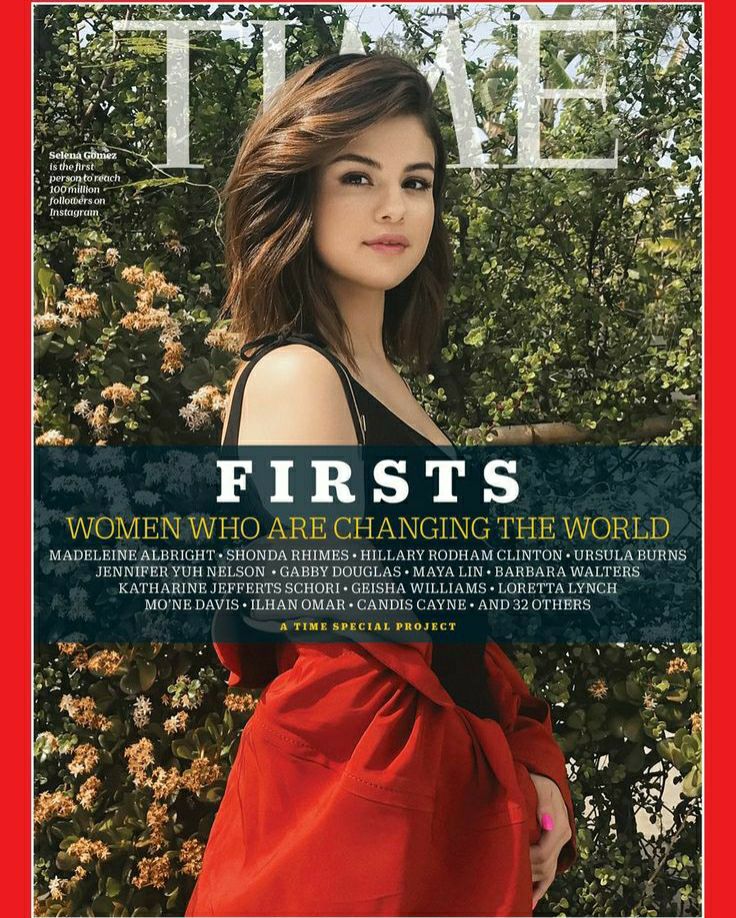 TIME
Selena Gomez
is the first
person to reach
100 million
followers on
Instagram
FIRSTS
WOMEN WHO ARE CHANGING THE WORLD
MADELEINE ALBRIGHT • SHONDA RHIMES • HILLARY RODHAM CLINTON • URSULA BURNS
JENNIFER YUH NELSON • GABBY DOUGLAS • MAYA LIN • BARBARA WALTERS
KATHARINE JEFFERTS SCHORI • GEISHA WILLIAMS • LORETTA LYNCH
MO'NE DAVIS • ILHAN OMAR • CANDIS CAYNE • AND 32 OTHERS
A TIME SPECIAL PROJECT